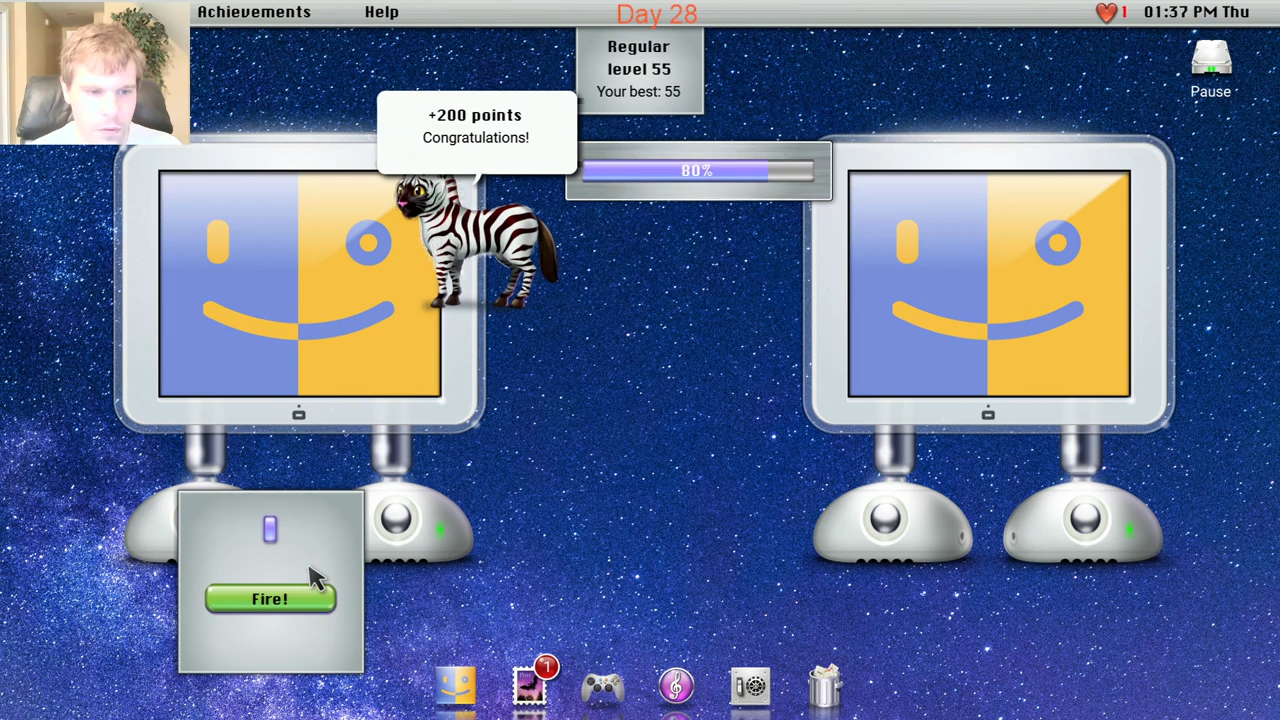 Achievements
Help
Day 28
1
01:37 PM Thu
Regular
level 55
Your best: 55
Pause
+200 points
Congratulations!
80%
Fire!
1